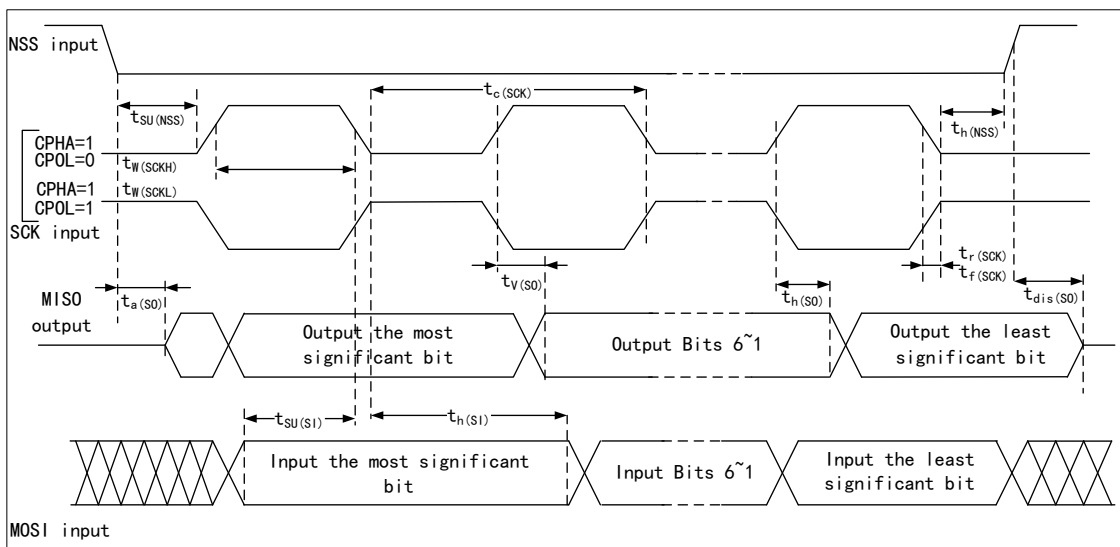 NSS input
tc(SCK)
tSU(NSS)
th(NSS)
CPHA=1
CPOL=0
tW(SCKH)
CPHA=1
tW(SCKL)
CPOL=1
SCK input
tr(SCK)
tf(SCK)
ta(SO)
tV(SO)
th(SO)
tdis(SO)
MISO
output
Output the most
significant bit
Output Bits 6~1
Output the least
significant bit
tSU(SI)
th(SI)
Input the most significant
bit
Input Bits 6~1
Input the least
significant bit
MOSI input